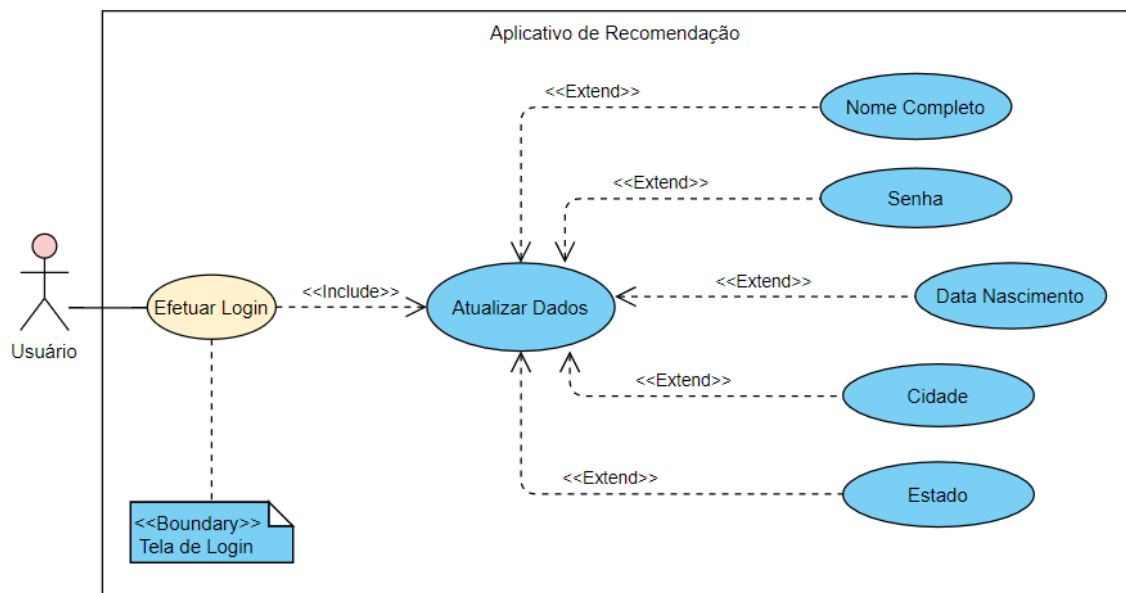 Aplicativo de Recomendação
<<Extend>>
Nome Completo
<<Extend>>
Senha
Usuário
Efetuar Login
<<Include>>
Atualizar Dados
<<Extend>>
Data Nascimento
<<Extend>>
Cidade
<<Extend>>
Estado
<<Boundary>>
Tela de Login